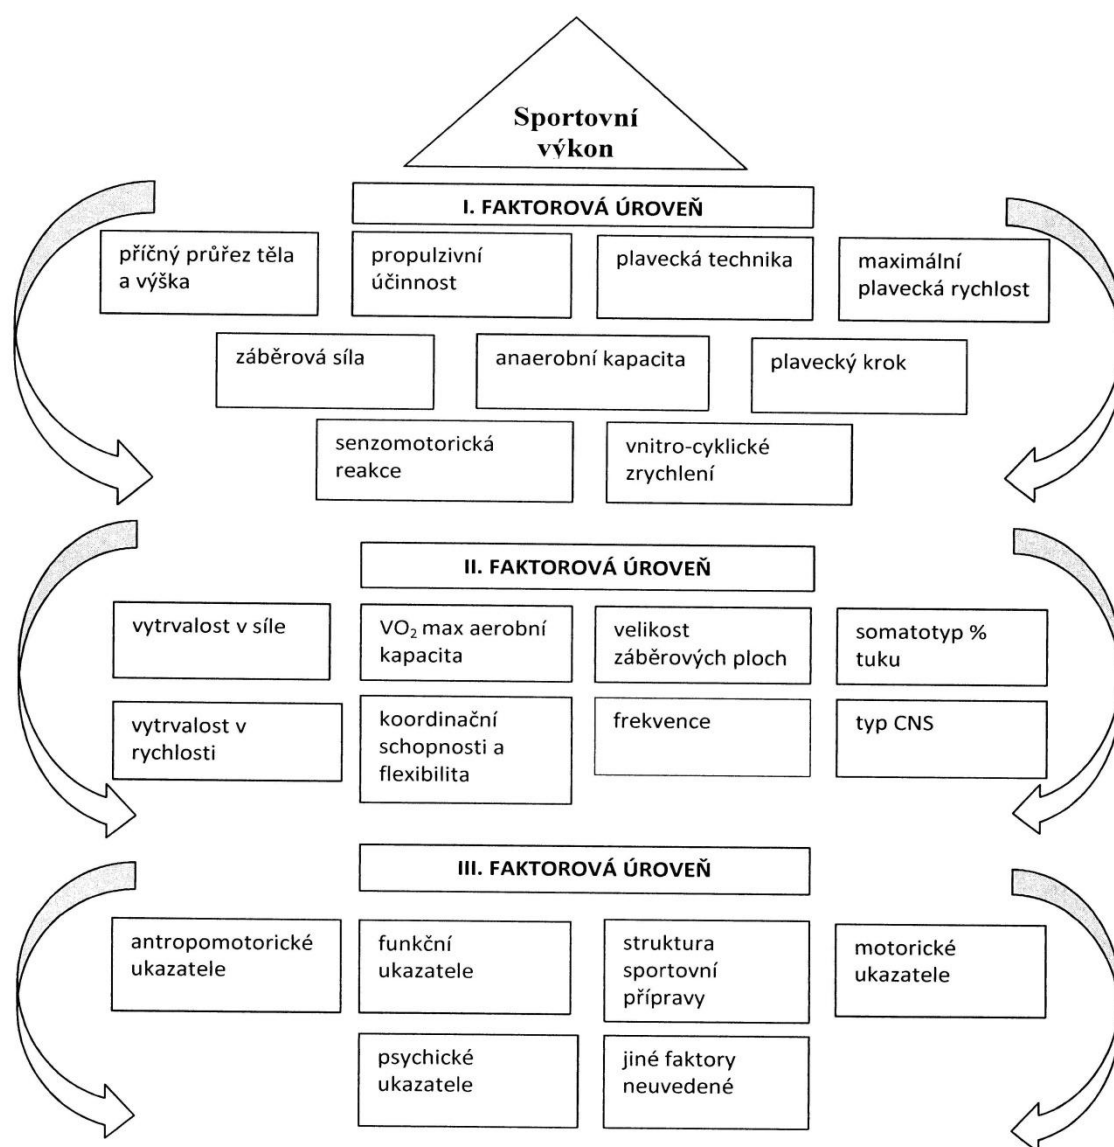 Sportovní
výkon
I. FAKTOROVÁ ÚROVEŇ
příčný průřez těla
a výška
propulzivní
účinnost
plavecká technika
maximální
plavecká rychlost
záběrová síla
anaerobní kapacita
plavecký krok
senzomotorická
reakce
vnitro-cyklické
zrychlení
II. FAKTOROVÁ ÚROVEŇ
vytrvalost v síle
VO₂ max aerobní
kapacita
velikost
záběrových ploch
somatotyp %
tuku
vytrvalost v
rychlosti
koordinační
schopnosti a
flexibilita
frekvence
typ CNS
III. FAKTOROVÁ ÚROVEŇ
antropomotorické
ukazatele
funkční
ukazatele
struktura
sportovní
přípravy
motorické
ukazatele
psychické
ukazatele
jiné faktory
neuvedené